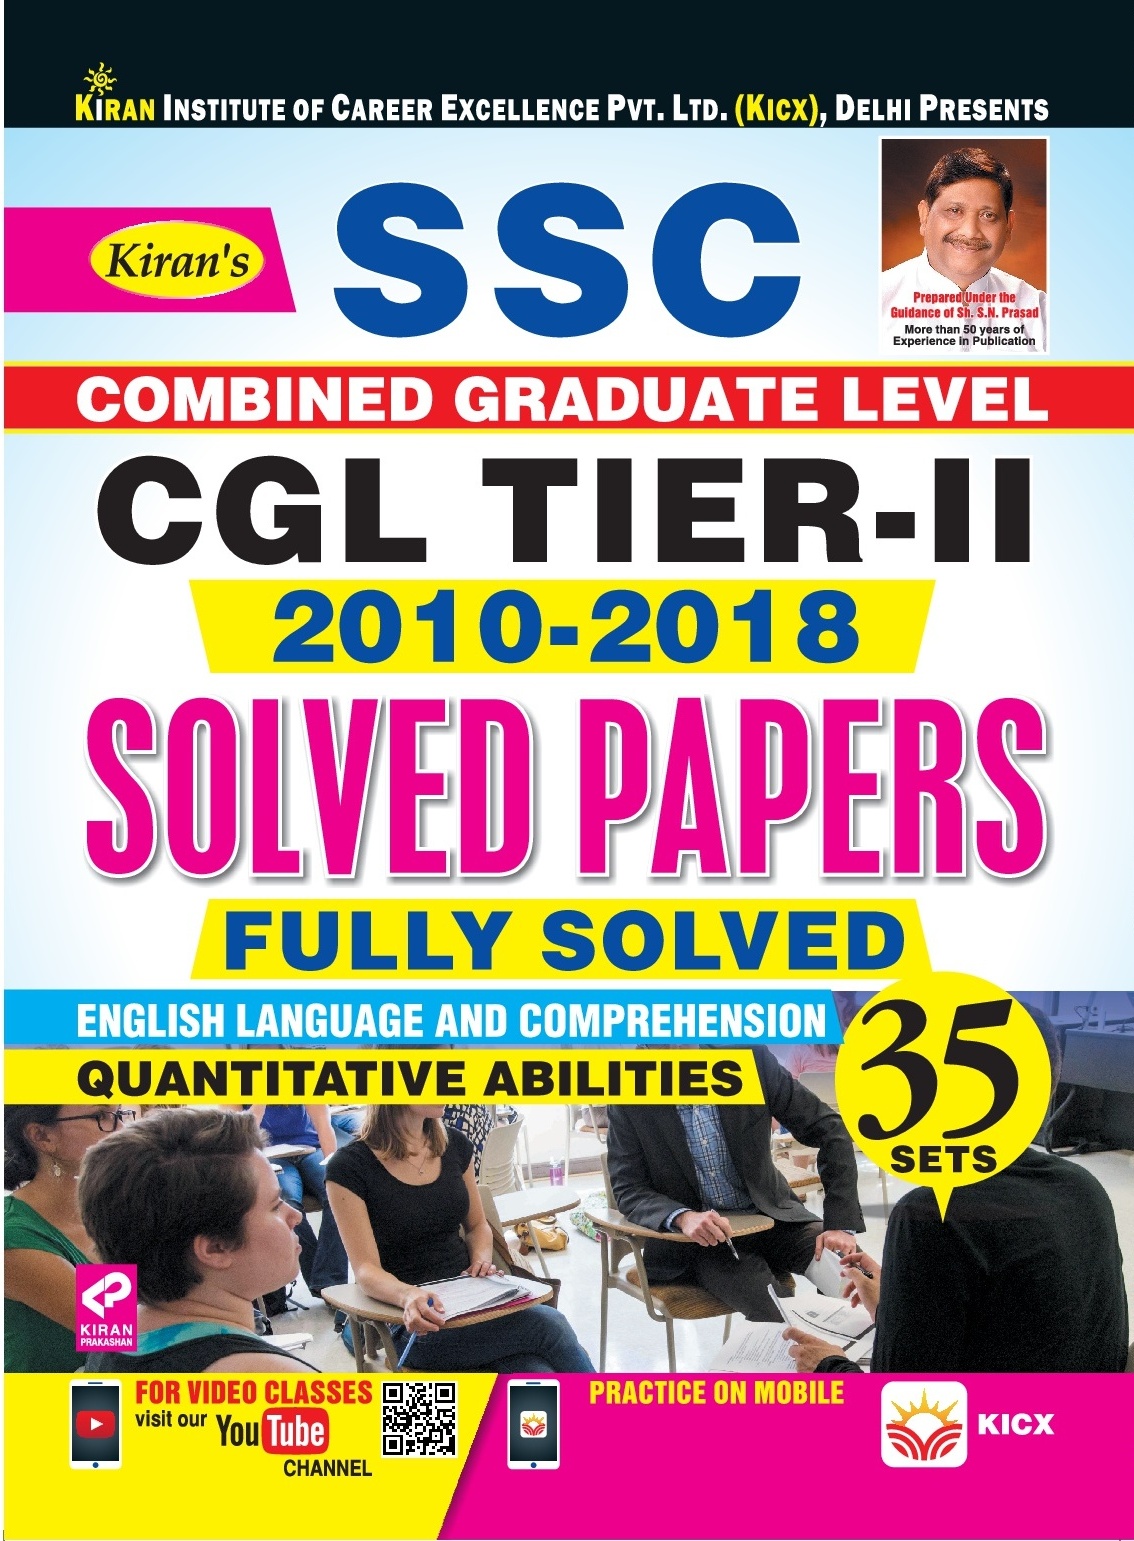 KIRAN INSTITUTE OF CAREER EXCELLENCE PVT. LTD. (KICX), DELHI PRESENTS
Kiran's
SSC
Prepared Under the
Guidance of Sh. S.N. Prasad
More than 50 years of
Experience in Publication
COMBINED GRADUATE LEVEL
CGL TIER-II
2010-2018
SOLVED PAPERS
FULLY SOLVED
ENGLISH LANGUAGE AND COMPREHENSION
QUANTITATIVE ABILITIES
35
SETS
KIRAN
PRAKASHAN
FOR VIDEO CLASSES
visit our YouTube
CHANNEL
PRACTICE ON MOBILE
KICX